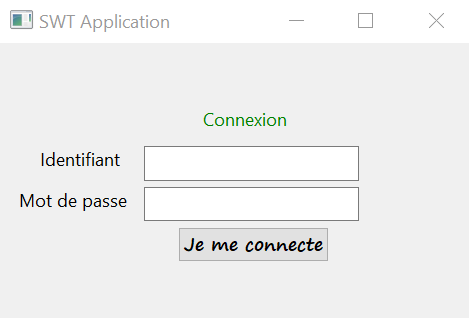 SWT Application
Connexion
Identifiant
Mot de passe
Je me connecte